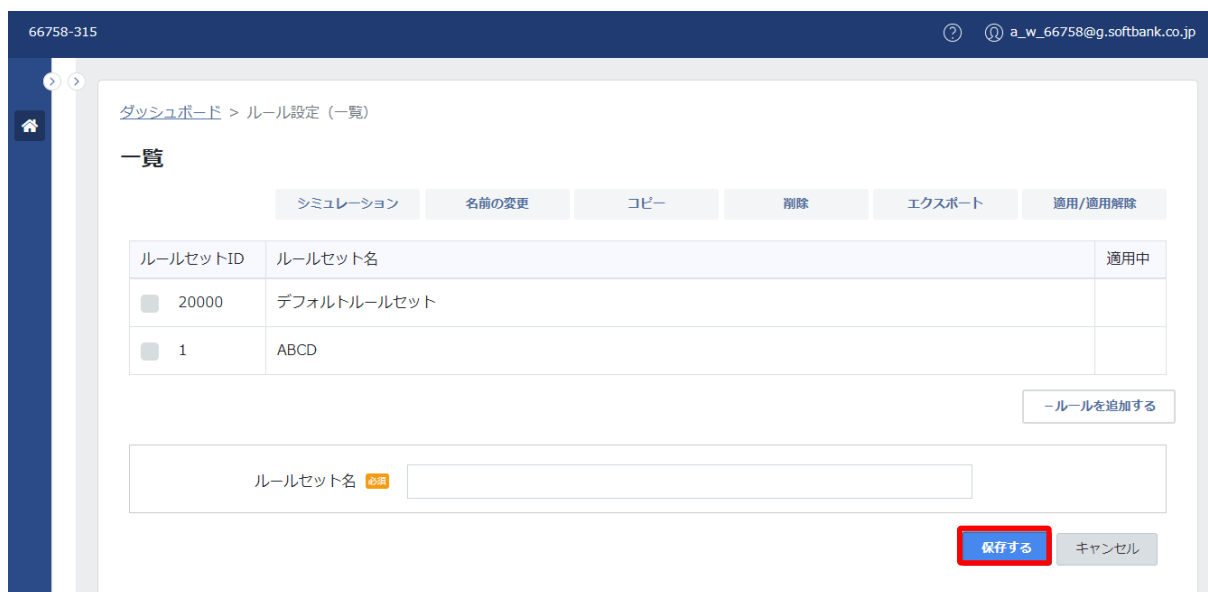 66758-315
? a_w_66758@g.softbank.co.jp
ダッシュボード > ルール設定（一覧）
一覧
シミュレーション 名前の変更 コピー 削除 エクスポート 適用/適用解除
ルールセットID ルールセット名 適用中
20000 デフォルトルールセット
1 ABCD
－ルールを追加する
ルールセット名 必須
保存する キャンセル